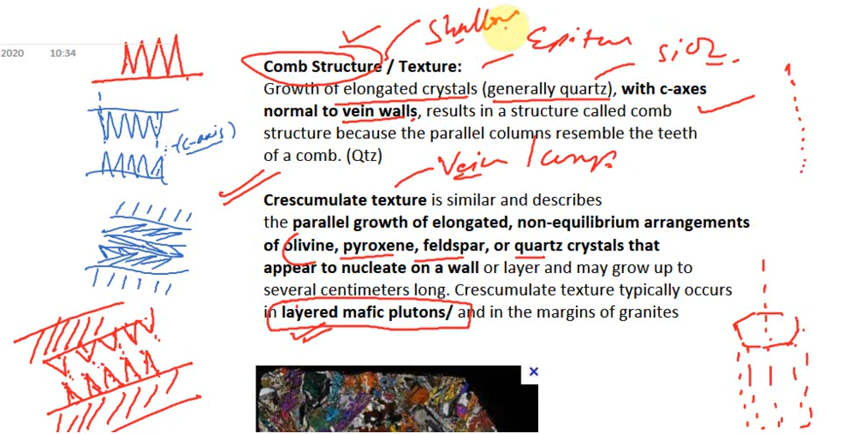 Shallow
Epiter
SiO2.
2020 10:34
Comb Structure / Texture:
Growth of elongated crystals (generally quartz), with c-axes
normal to vein walls, results in a structure called comb
structure because the parallel columns resemble the teeth
of a comb. (Qtz)
(c-axis)
Vein /
Crescumulate texture is similar and describes
the parallel growth of elongated, non-equilibrium arrangements
of olivine, pyroxene, feldspar, or quartz crystals that
appear to nucleate on a wall or layer and may grow up to
several centimeters long. Crescumulate texture typically occurs
in layered mafic plutons/ and in the margins of granites